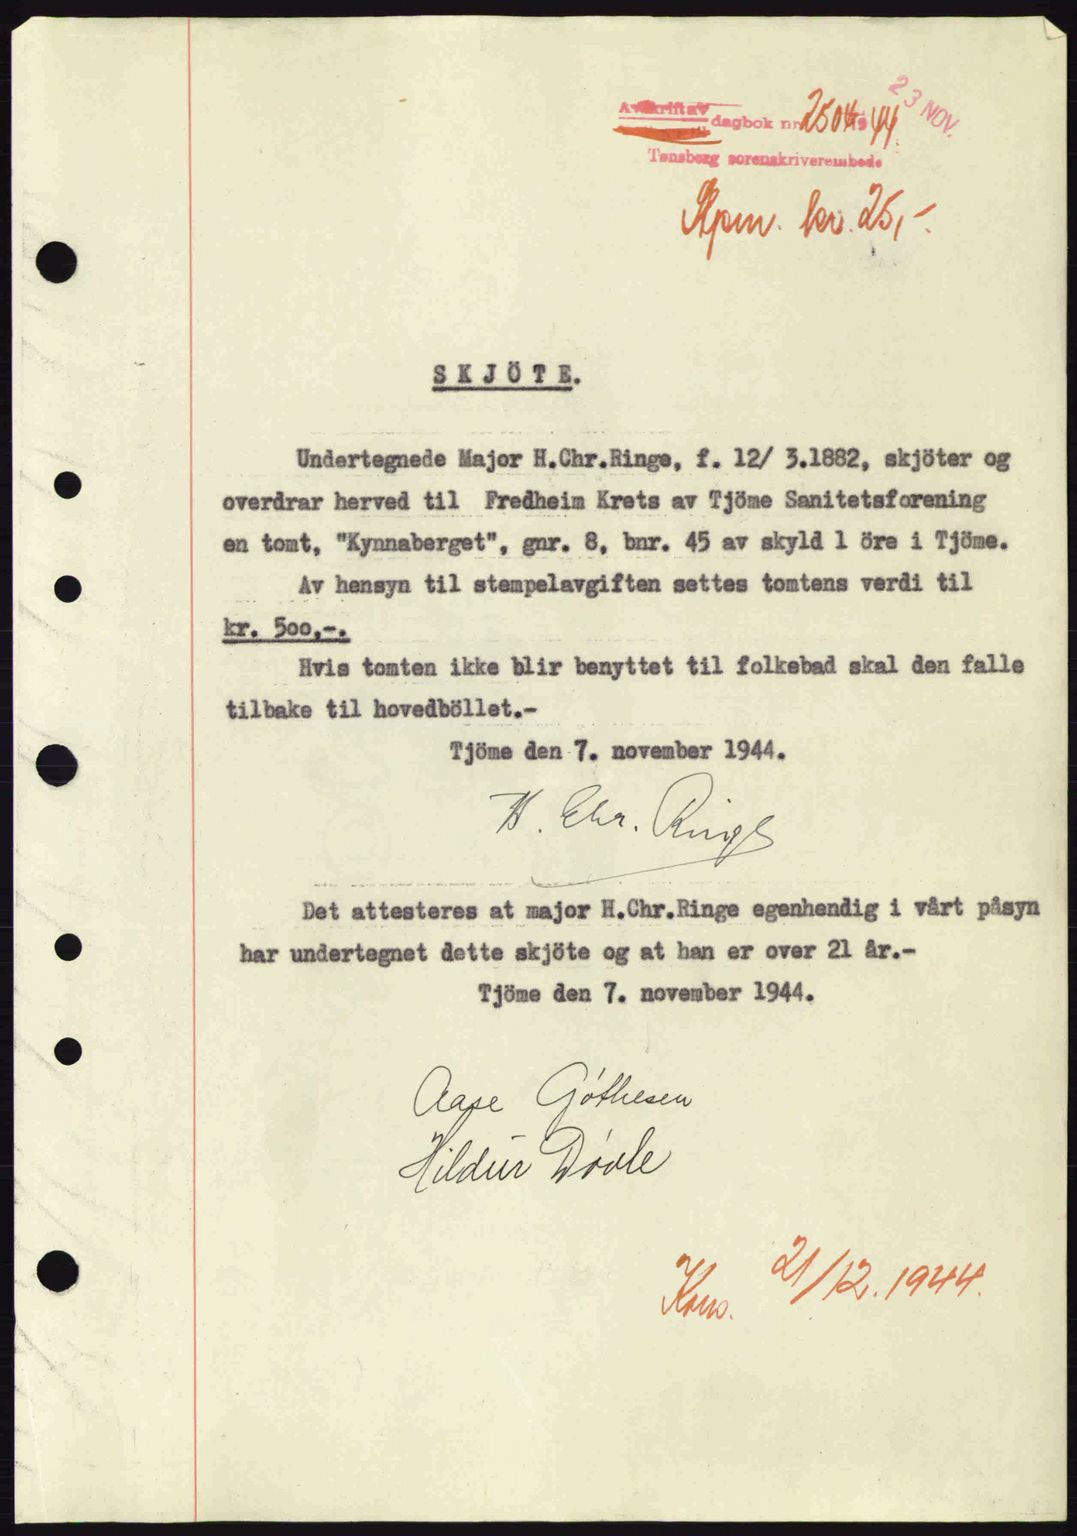 23 NOV.
Avskrift av
dagbok nr. 2504 19 44
Tønsberg sorenskriverembede
Stpm. kr. 25,-.
SKJÖTE.
Undertegnede Major H.Chr.Ringe, f. 12/ 3.1882, skjöter og
overdrar herved til Fredheim Krets av Tjöme Sanitetsforening
en tomt, "Kynnaberget", gnr. 8, bnr. 45 av skyld 1 öre i Tjöme.
Av hensyn til stempelavgiften settes tomtens verdi til
kr. 500,-.
Hvis tomten ikke blir benyttet til folkebad skal den falle
tilbake til hovedböllet.-
Tjöme den 7. november 1944.
H. Chr. Ringe
Det attesteres at major H.Chr.Ringe egenhendig i vårt påsyn
har undertegnet dette skjöte og at han er over 21 år.-
Tjöme den 7. november 1944.
Aase Göthesen
Hildur Dövle
21/12.1944.